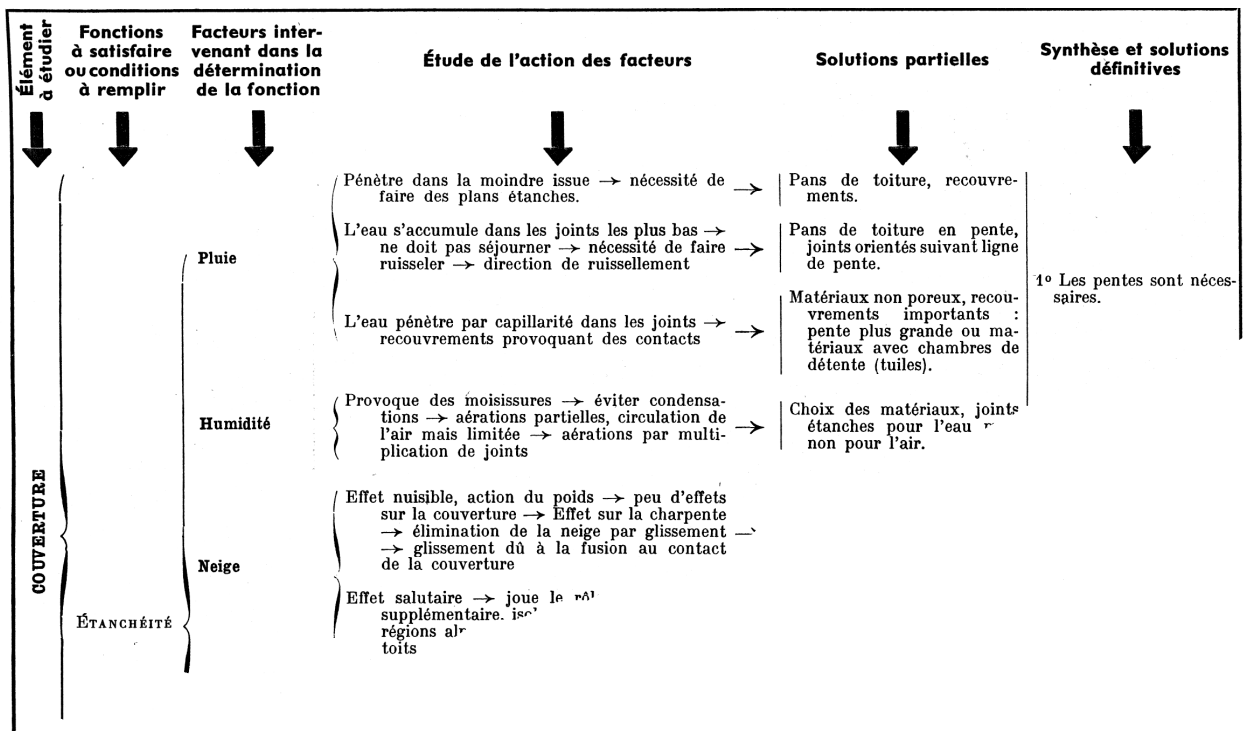 Élément
à étudier
Fonctions
à satisfaire
ou conditions
à remplir
Facteurs inter-
venant dans la
détermination
de la fonction
Étude de l'action des facteurs
Solutions partielles
Synthèse et solutions
définitives
COUVERTURE
ÉTANCHÉITÉ
Pluie
Pénètre dans la moindre issue → nécessité de →
faire des plans étanches.
Pans de toiture, recouvre-
ments.
L'eau s'accumule dans les joints les plus bas →
ne doit pas séjourner → nécessité de faire →
ruisseler → direction de ruissellement
Pans de toiture en pente,
joints orientés suivant ligne
de pente.
L'eau pénètre par capillarité dans les joints →
recouvrements provoquant des contacts →
Matériaux non poreux, recou-
vrements importants :
pente plus grande ou ma-
tériaux avec chambres de
détente (tuiles).
1º Les pentes sont néces-
saires.
Humidité
Provoque des moisissures → éviter condensa-
tions → aérations partielles, circulation de
l'air mais limitée → aérations par multi- →
plication de joints
Choix des matériaux, joints
étanches pour l'eau
non pour l'air.
Neige
Effet nuisible, action du poids → peu d'effets
sur la couverture → Effet sur la charpente
→ élimination de la neige par glissement
→ glissement dû à la fusion au contact
de la couverture
Effet salutaire → joue le
supplémentaire.
régions
toits